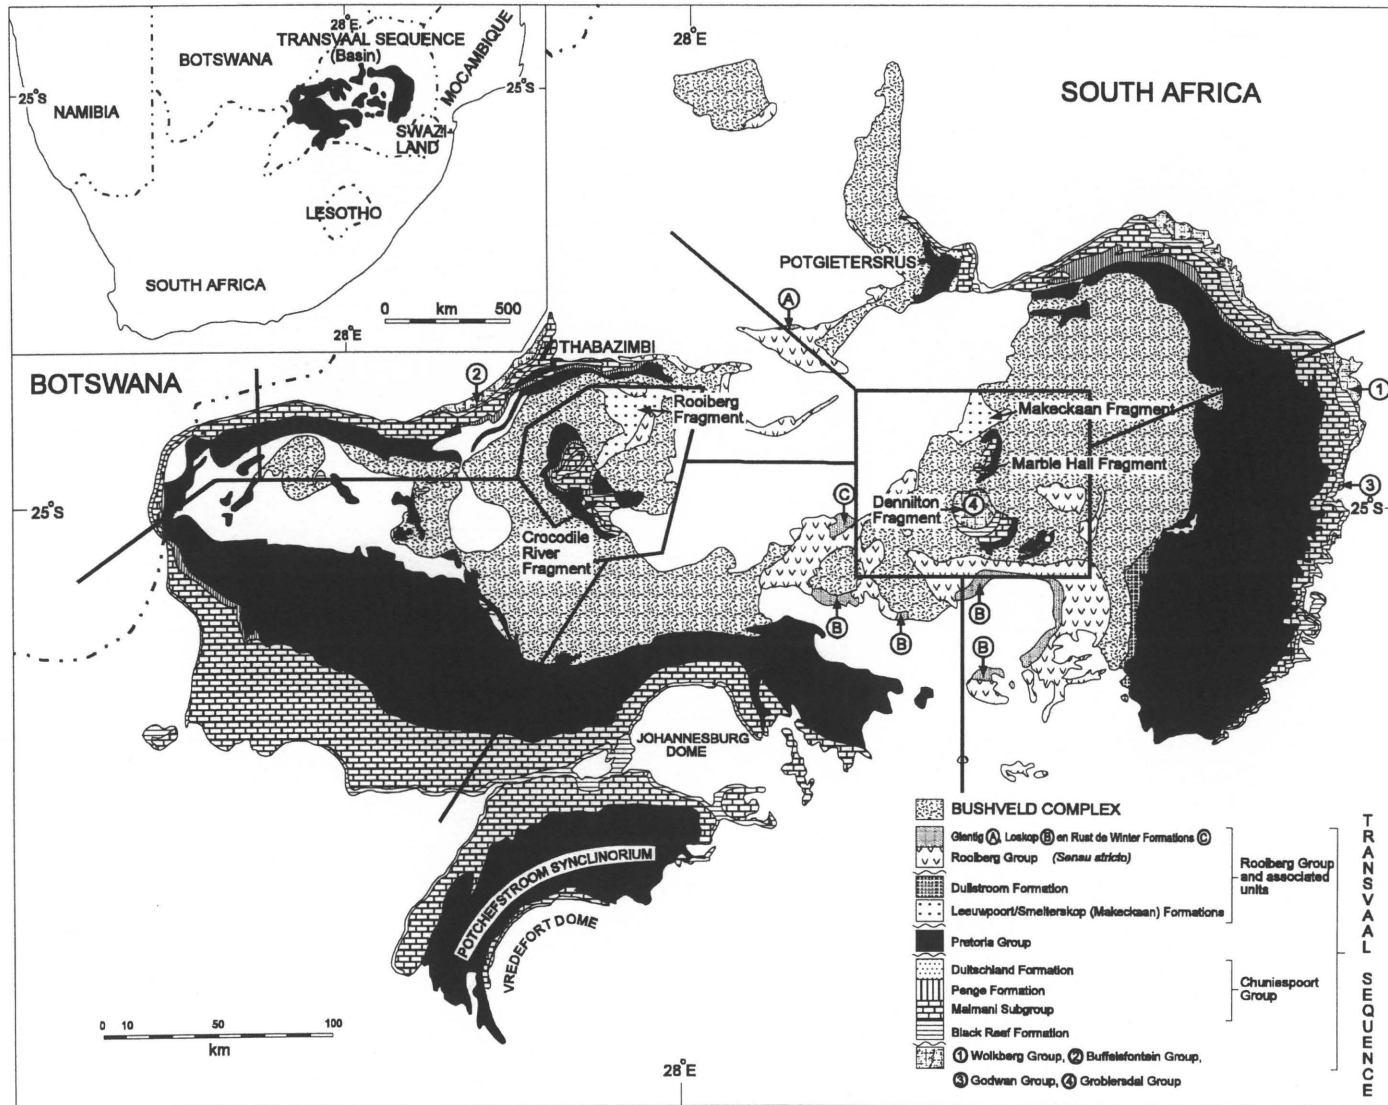 28°E
TRANSVAAL SEQUENCE
(Basin)
BOTSWANA
MOCAMBIQUE
25°S
25°S
NAMIBIA
SWAZI-
LAND
LESOTHO
SOUTH AFRICA
0 km 500
28°E
28°E
SOUTH AFRICA
POTGIETERSRUS
A
THABAZIMBI
BOTSWANA
2
Rooiberg
Fragment
Makeckaan Fragment
1
Marble Hall Fragment
3
25°S
25°S
C
Dennilton
Fragment
4
Crocodile
River
Fragment
B
B
B
B
JOHANNESBURG
DOME
POTCHEFSTROOM SYNCLINORIUM
VREDEFORT DOME
0 10 50 100
km
28°E
BUSHVELD COMPLEX
Glentig A, Loskop B en Rust de Winter Formations C
Rooiberg Group (Sensu stricto)
Dullstroom Formation
Leeuwpoort/Smelterskop (Makeckaan) Formations
Rooiberg Group
and associated
units
Pretoria Group
Duitschland Formation
Penge Formation
Malmani Subgroup
Chuniespoort
Group
Black Reef Formation
1 Wolkberg Group, 2 Buffelsfontein Group,
3 Godwan Group, 4 Groblersdal Group
TRANSVAAL SEQUENCE